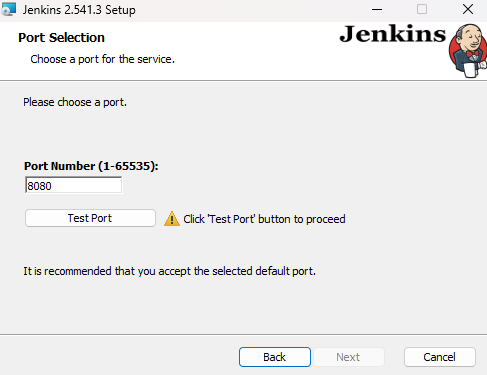 Jenkins 2.541.3 Setup
Port Selection
Choose a port for the service.
Jenkins
Please choose a port.
Port Number (1-65535):
8080
Test Port
Click 'Test Port' button to proceed
It is recommended that you accept the selected default port.
Back
Next
Cancel